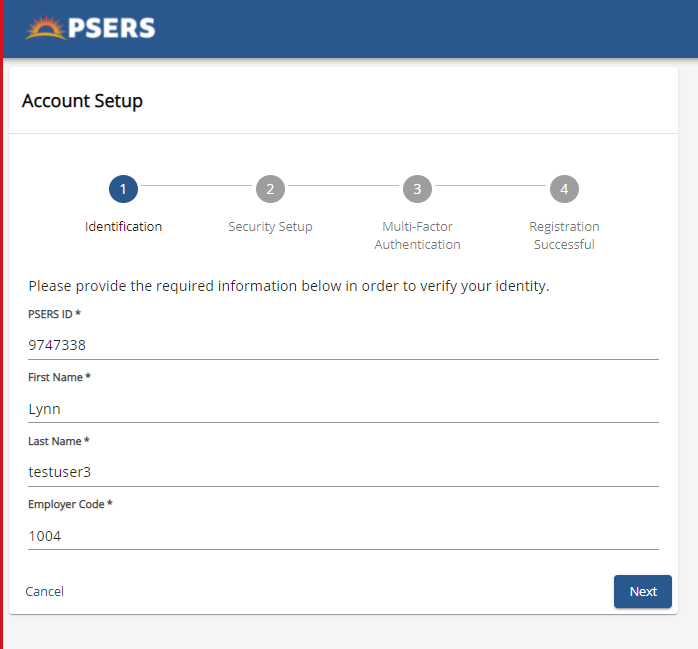 PSERS
Account Setup
1
2
3
4
Identification
Security Setup
Multi-Factor
Authentication
Registration
Successful
Please provide the required information below in order to verify your identity.
PSERS ID *
9747338
First Name *
Lynn
Last Name *
testuser3
Employer Code *
1004
Cancel
Next